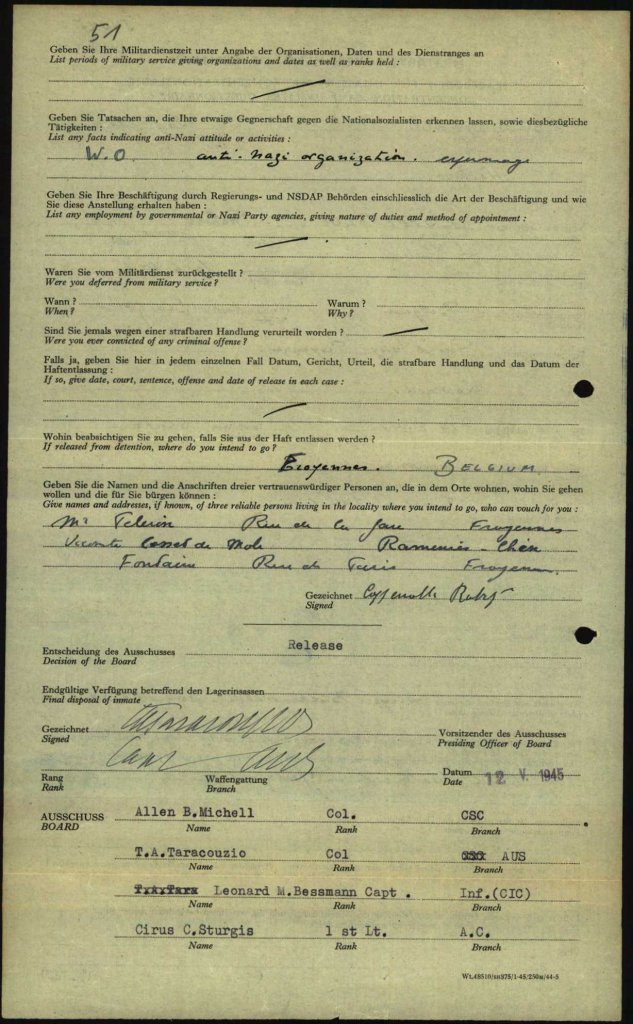 51
Geben Sie Ihre Militardienstzeit unter Angabe der Organisationen, Daten und des Dienstranges an
List periods of military service giving organizations and dates as well as ranks held :
Geben Sie Tatsachen an, die Ihre etwaige Gegnerschaft gegen die Nationalsozialisten erkennen lassen, sowie diesbezügliche
Tätigkeiten :
List any facts indicating anti-Nazi attitude or activities :
W.O anti-Nazi organization. espionage
Geben Sie Ihre Beschäftigung durch Regierungs- und NSDAP Behörden einschliesslich die Art der Beschäftigung und wie
Sie diese Anstellung erhalten haben :
List any employment by governmental or Nazi Party agencies, giving nature of duties and method of appointment :
Waren Sie vom Militärdienst zurückgestellt ?
Were you deferred from military service ?
Wann ? Warum ?
When ? Why ?
Sind Sie jemals wegen einer strafbaren Handlung verurteilt worden ?
Were you ever convicted of any criminal offense ?
Falls ja, geben Sie hier in jedem einzelnen Fall Datum, Gericht, Urteil, die strafbare Handlung und das Datum der
Haftentlassung :
If so, give date, court, sentence, offense and date of release in each case :
Wohin beabsichtigen Sie zu gehen, falls Sie aus der Haft entlassen werden ?
If released from detention, where do you intend to go ?
Froyennes. BELGIUM
Geben Sie die Namen und die Anschriften dreier vertrauenswürdiger Personen an, die in dem Orte wohnen, wohin Sie gehen
wollen und die für Sie bürgen können :
Give names and addresses, if known, of three reliable persons living in the locality where you intend to go, who can vouch for you :
Mr Rue de la Gare Froyennes
Vicomte de Ramenies - Chin
Fontaine Rue de Froyennes
Gezeichnet
Signed
Release
Entscheidung des Ausschusses
Decision of the Board
Endgültige Verfügung betreffend den Lagerinsassen
Final disposal of inmate
Gezeichnet Vorsitzender des Ausschusses
Signed Presiding Officer of Board
Rang Waffengattung Datum 12 V. 1945
Rank Branch Date
AUSSCHUSS Allen B.Michell Col. CSC
BOARD Name Rank Branch
T.A.Taracouzio Col AUS
Name Rank Branch
Leonard M.Bessmann Capt . Inf.(CIC)
Name Rank Branch
Cirus C.Sturgis 1 st Lt. A.C.
Name Rank Branch
Wt.48510/8H375/1-45/250M/44-5